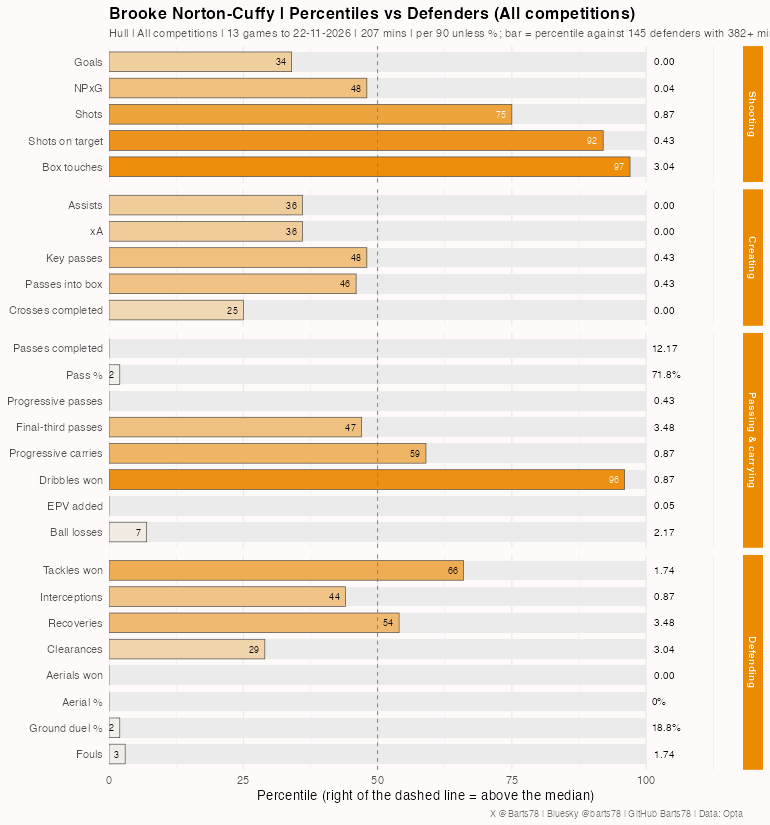 Brooke Norton-Cuffy | Percentiles vs Defenders (All competitions)
Hull | All competitions | 13 games to 22-11-2026 | 207 mins | per 90 unless %; bar = percentile against 145 defenders with 382+
Goals 34 0.00
NPxG 48 0.04
Shots 75 0.87
Shots on target 92 0.43
Box touches 97 3.04
Shooting
Assists 36 0.00
xA 36 0.00
Key passes 48 0.43
Passes into box 46 0.43
Crosses completed 25 0.00
Creating
Passes completed 12.17
Pass % 2 71.8%
Progressive passes 0.43
Final-third passes 47 3.48
Progressive carries 59 0.87
Dribbles won 96 0.87
EPV added 0.05
Ball losses 7 2.17
Passing & carrying
Tackles won 66 1.74
Interceptions 44 0.87
Recoveries 54 3.48
Clearances 29 3.04
Aerials won 0.00
Aerial % 0%
Ground duel % 2 18.8%
Fouls 3 1.74
Defending
0 25 50 75 100
Percentile (right of the dashed line = above the median)
X @Barts78 | Bluesky @barts78 | GitHub Barts78 | Data: Opta